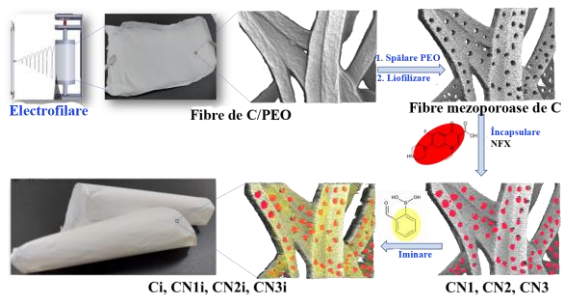 Electrofilare
Fibre de C/PEO
1. Spălare PEO
2. Liofilizare
Fibre mezoporoase de C
Încapsulare
NFX
Iminare
CN1, CN2, CN3
Ci, CN1i, CN2i, CN3i